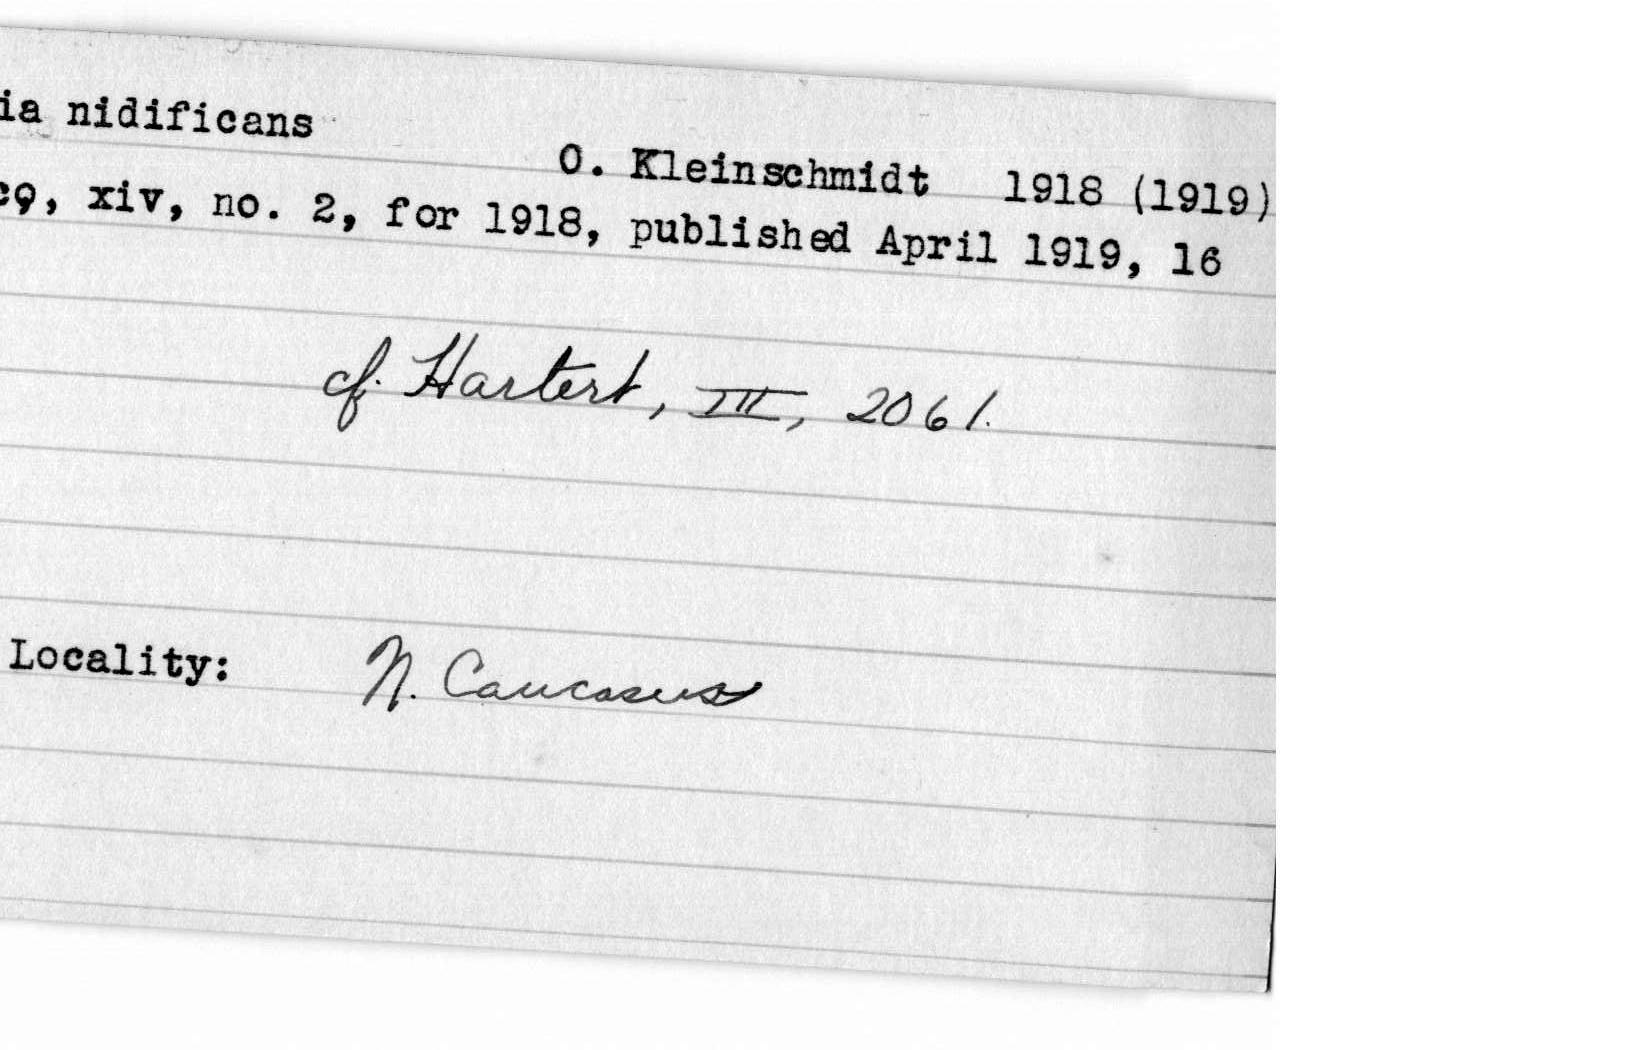 ia nidificans
O. Kleinschmidt 1918 (1919)
co, xiv, no. 2, for 1918, published April 1919, 16
cf. Hartert, III, 2061.
Locality: N. Caucasus